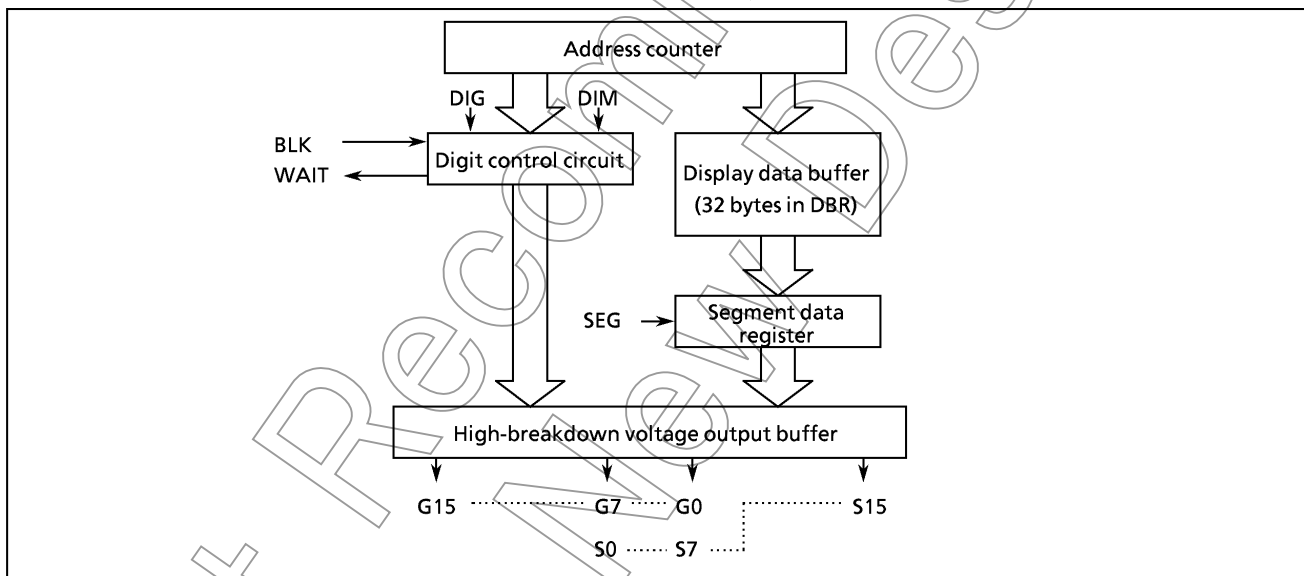 Address counter
DIG
DIM
BLK
WAIT
Digit control circuit
Display data buffer
(32 bytes in DBR)
SEG
Segment data
register
High-breakdown voltage output buffer
G15 G7 G0 S15
S0 S7